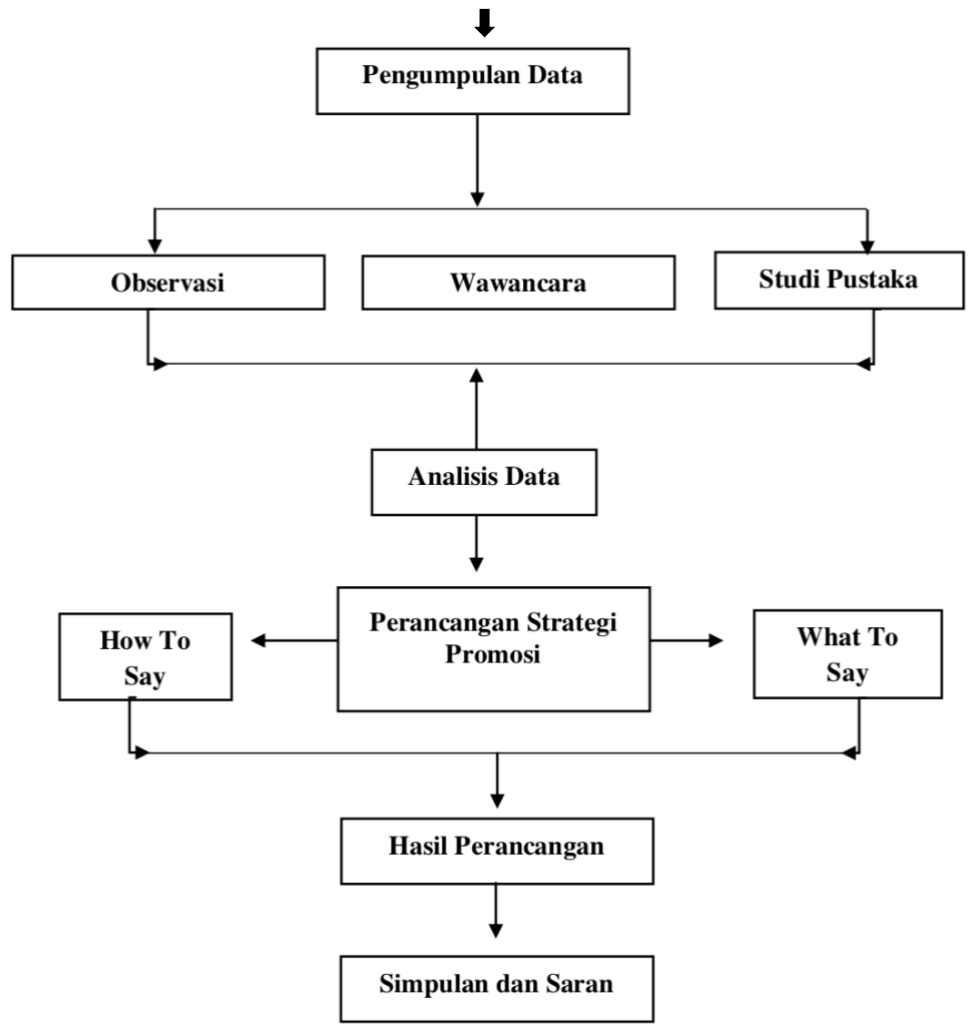 Pengumpulan Data
Observasi
Wawancara
Studi Pustaka
Analisis Data
Perancangan Strategi
Promosi
How To
Say
What To
Say
Hasil Perancangan
Simpulan dan Saran